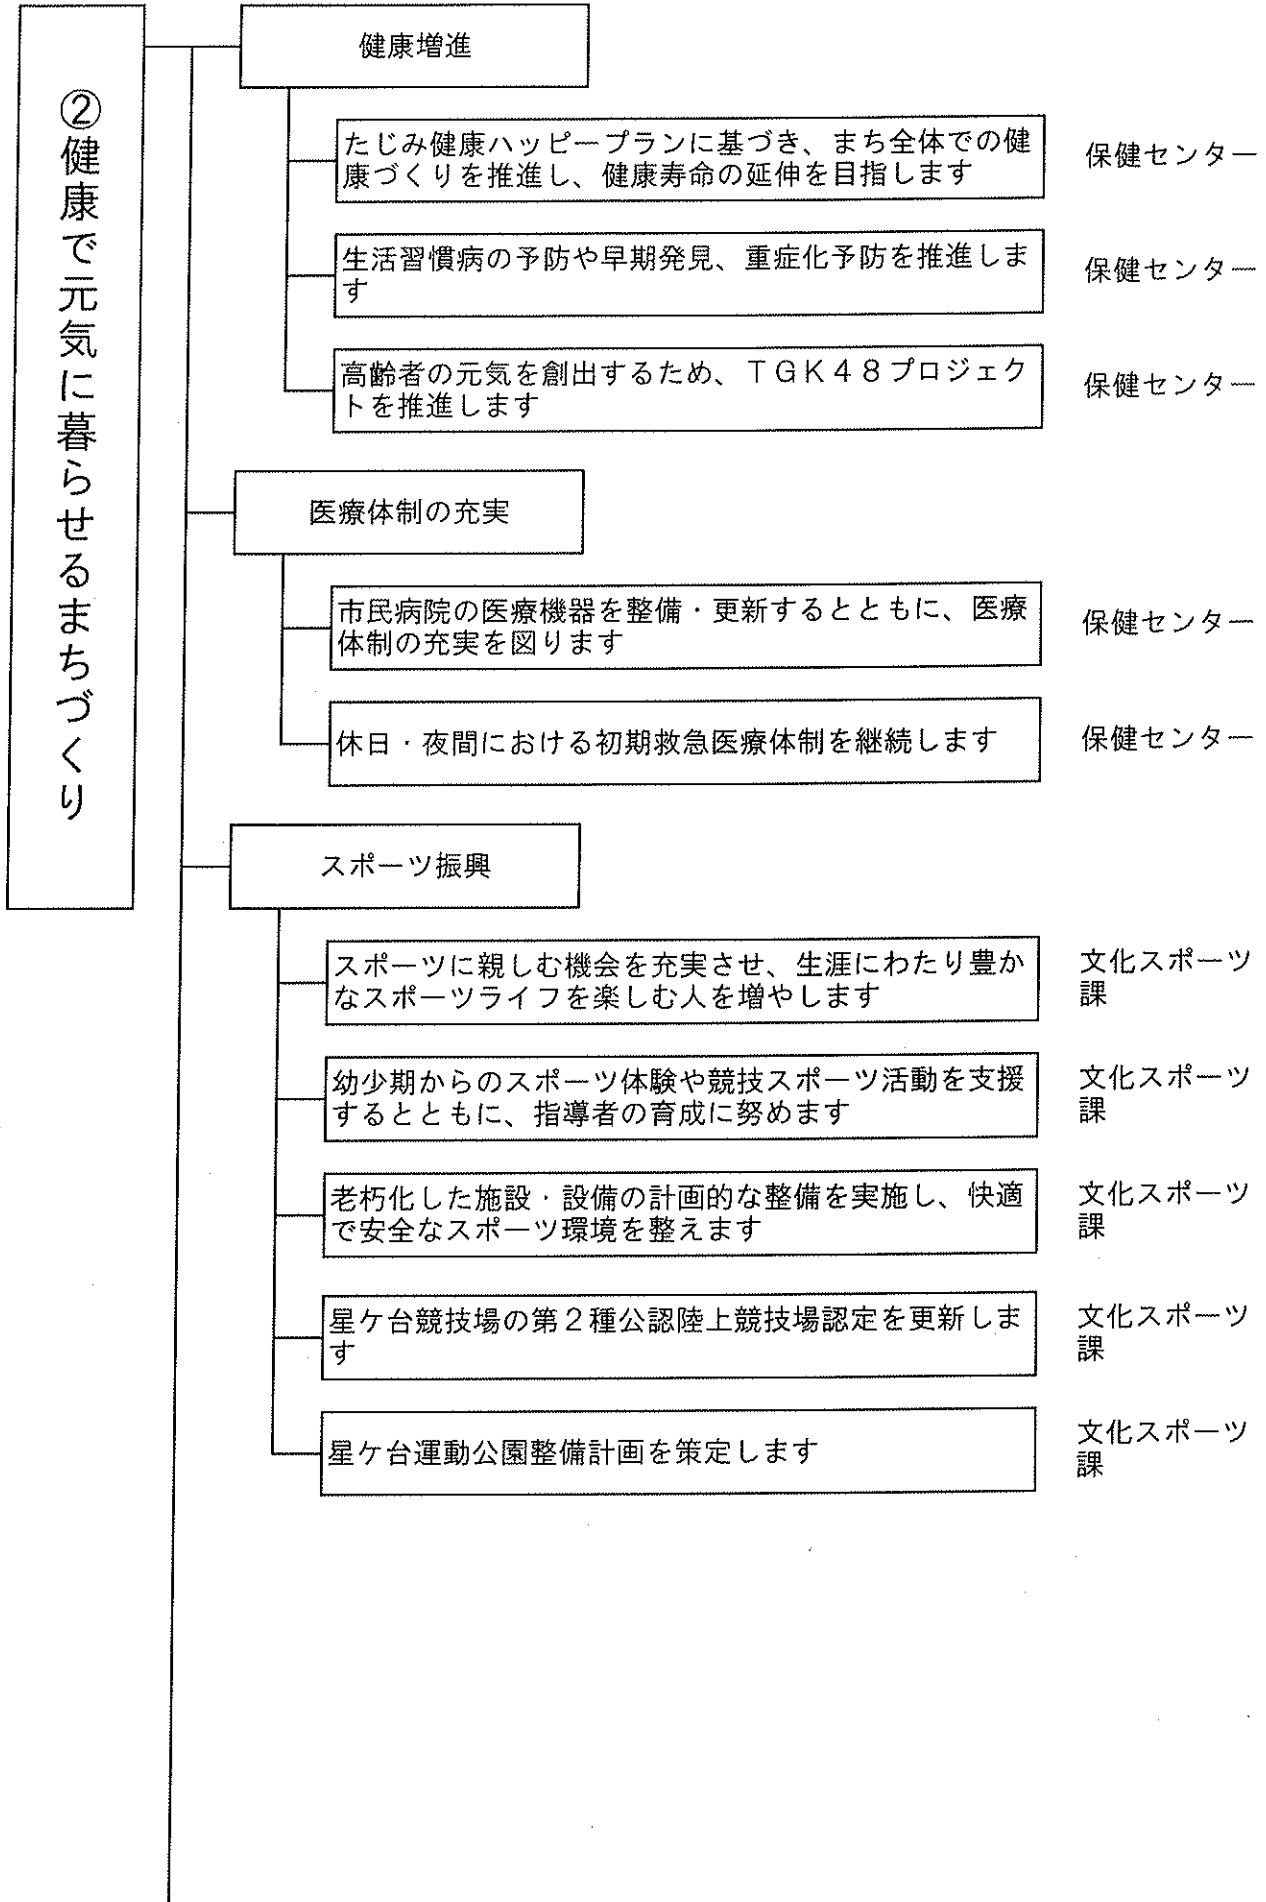 ②健康で元気に暮らせるまちづくり
健康増進
たじみ健康ハッピープランに基づき、まち全体での健
康づくりを推進し、健康寿命の延伸を目指します
保健センター
生活習慣病の予防や早期発見、重症化予防を推進しま
す
保健センター
高齢者の元気を創出するため、ＴＧＫ４８プロジェク
トを推進します
保健センター
医療体制の充実
市民病院の医療機器を整備・更新するとともに、医療
体制の充実を図ります
保健センター
休日・夜間における初期救急医療体制を継続します
保健センター
スポーツ振興
スポーツに親しむ機会を充実させ、生涯にわたり豊か
なスポーツライフを楽しむ人を増やします
文化スポーツ
課
幼少期からのスポーツ体験や競技スポーツ活動を支援
するとともに、指導者の育成に努めます
文化スポーツ
課
老朽化した施設・設備の計画的な整備を実施し、快適
で安全なスポーツ環境を整えます
文化スポーツ
課
星ケ台競技場の第２種公認陸上競技場認定を更新しま
す
文化スポーツ
課
星ケ台運動公園整備計画を策定します
文化スポーツ
課